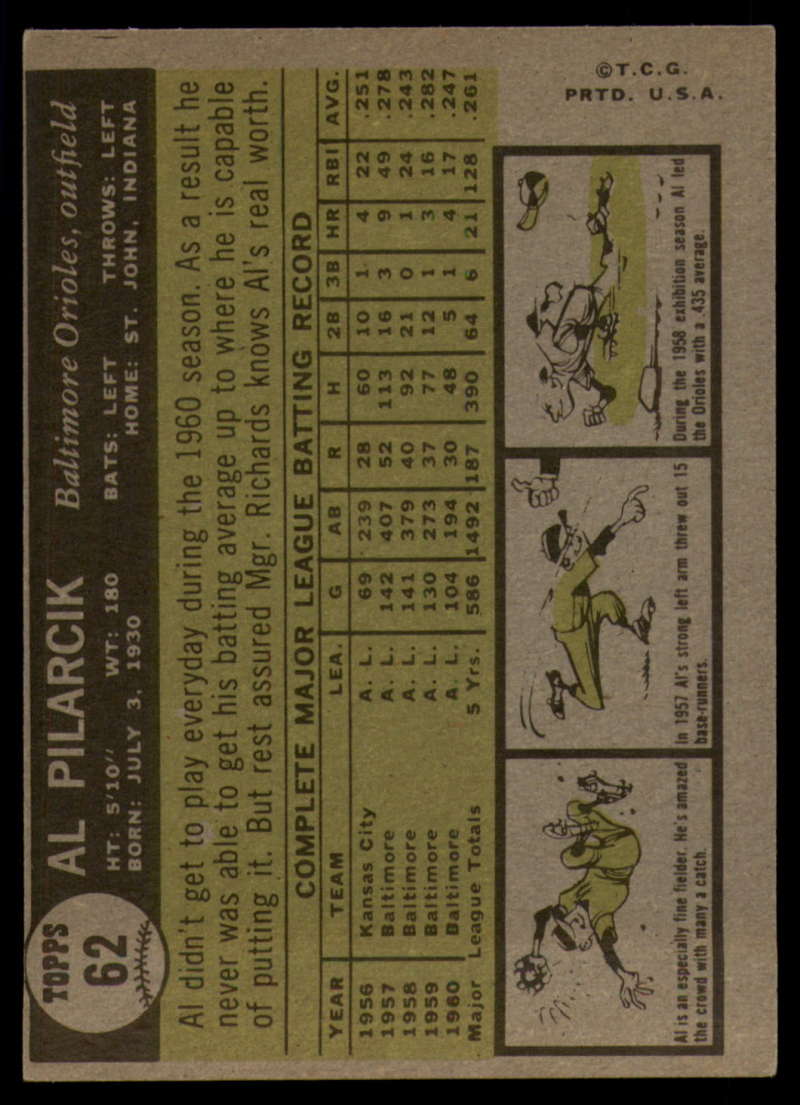 TOPPS
62
AL PILARCIK Baltimore Orioles, outfield
HT: 5'10" WT: 180 BATS: LEFT THROWS: LEFT
BORN: JULY 3, 1930 HOME: ST. JOHN, INDIANA
Al didn't get to play everyday during the 1960 season. As a result he
never was able to get his batting average up to where he is capable
of putting it. But rest assured Mgr. Richards knows Al's real worth.
COMPLETE MAJOR LEAGUE BATTING RECORD
YEAR TEAM LEA. G AB R H 2B 3B HR RBI AVG.
1956 Kansas City A. L. 69 239 28 60 10 1 4 22 .251
1957 Baltimore A. L. 142 407 52 113 16 3 9 49 .278
1958 Baltimore A. L. 141 379 40 92 21 0 1 24 .243
1959 Baltimore A. L. 130 273 37 77 12 1 3 16 .282
1960 Baltimore A. L. 104 194 30 48 5 1 4 17 .247
Major League Totals 5 Yrs. 586 1492 187 390 64 6 21 128 .261
Al is an especially fine fielder. He's amazed
the crowd with many a catch.
In 1957 Al's strong left arm threw out 15
base-runners.
During the 1958 exhibition season Al led
the Orioles with a .435 average.
©T.C.G.
PRTD. U.S.A.